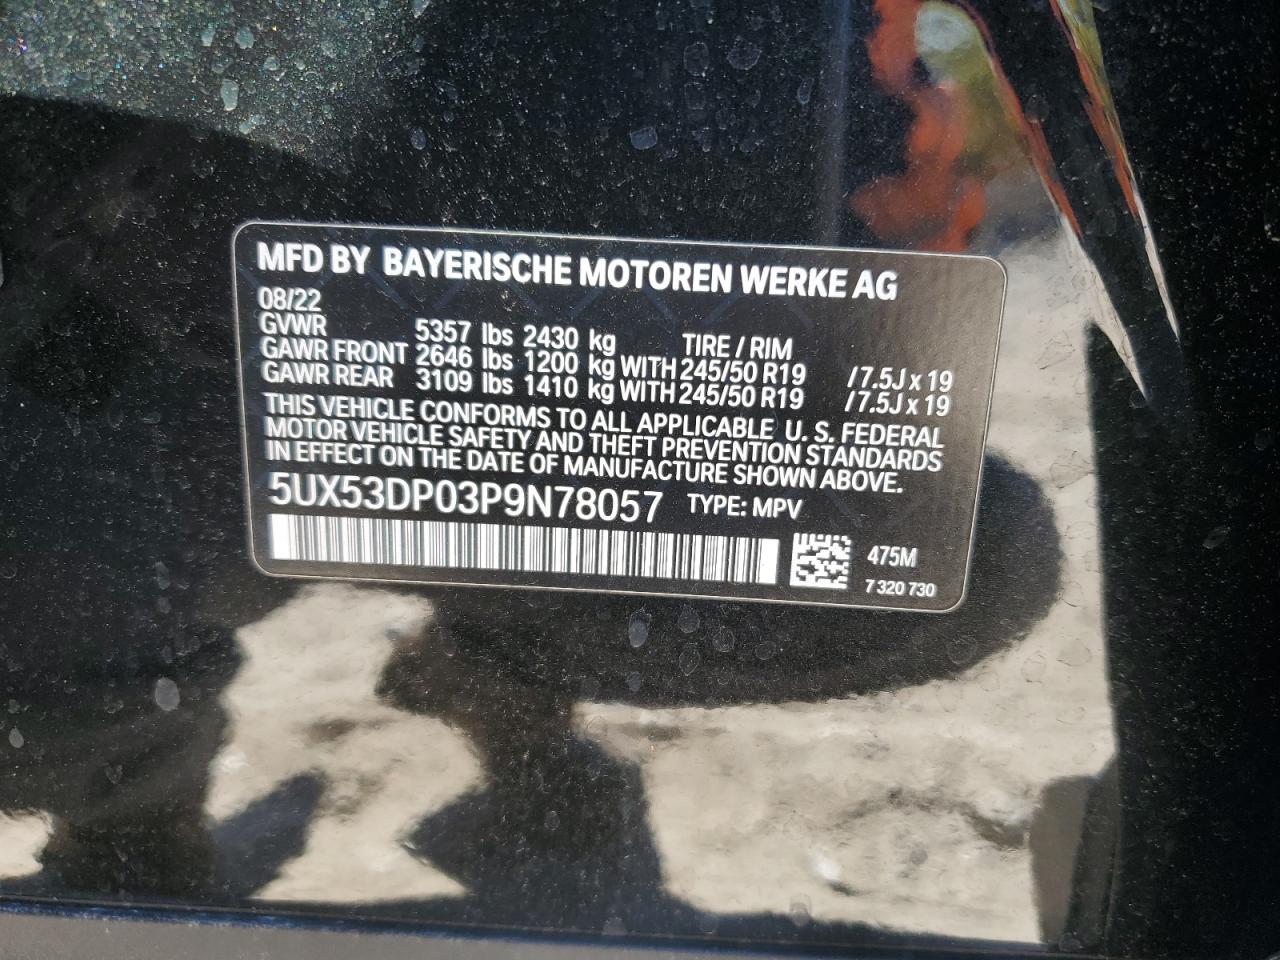 MFD BY BAYERISCHE MOTOREN WERKE AG
08/22
GVWR 5357 lbs 2430 kg TIRE / RIM
GAWR FRONT 2646 lbs 1200 kg WITH 245/50 R19 / 7.5J x 19
GAWR REAR 3109 lbs 1410 kg WITH 245/50 R19 / 7.5J x 19
THIS VEHICLE CONFORMS TO ALL APPLICABLE U. S. FEDERAL
MOTOR VEHICLE SAFETY AND THEFT PREVENTION STANDARDS
IN EFFECT ON THE DATE OF MANUFACTURE SHOWN ABOVE.
5UX53DP03P9N78057 TYPE: MPV
475M
7 320 730